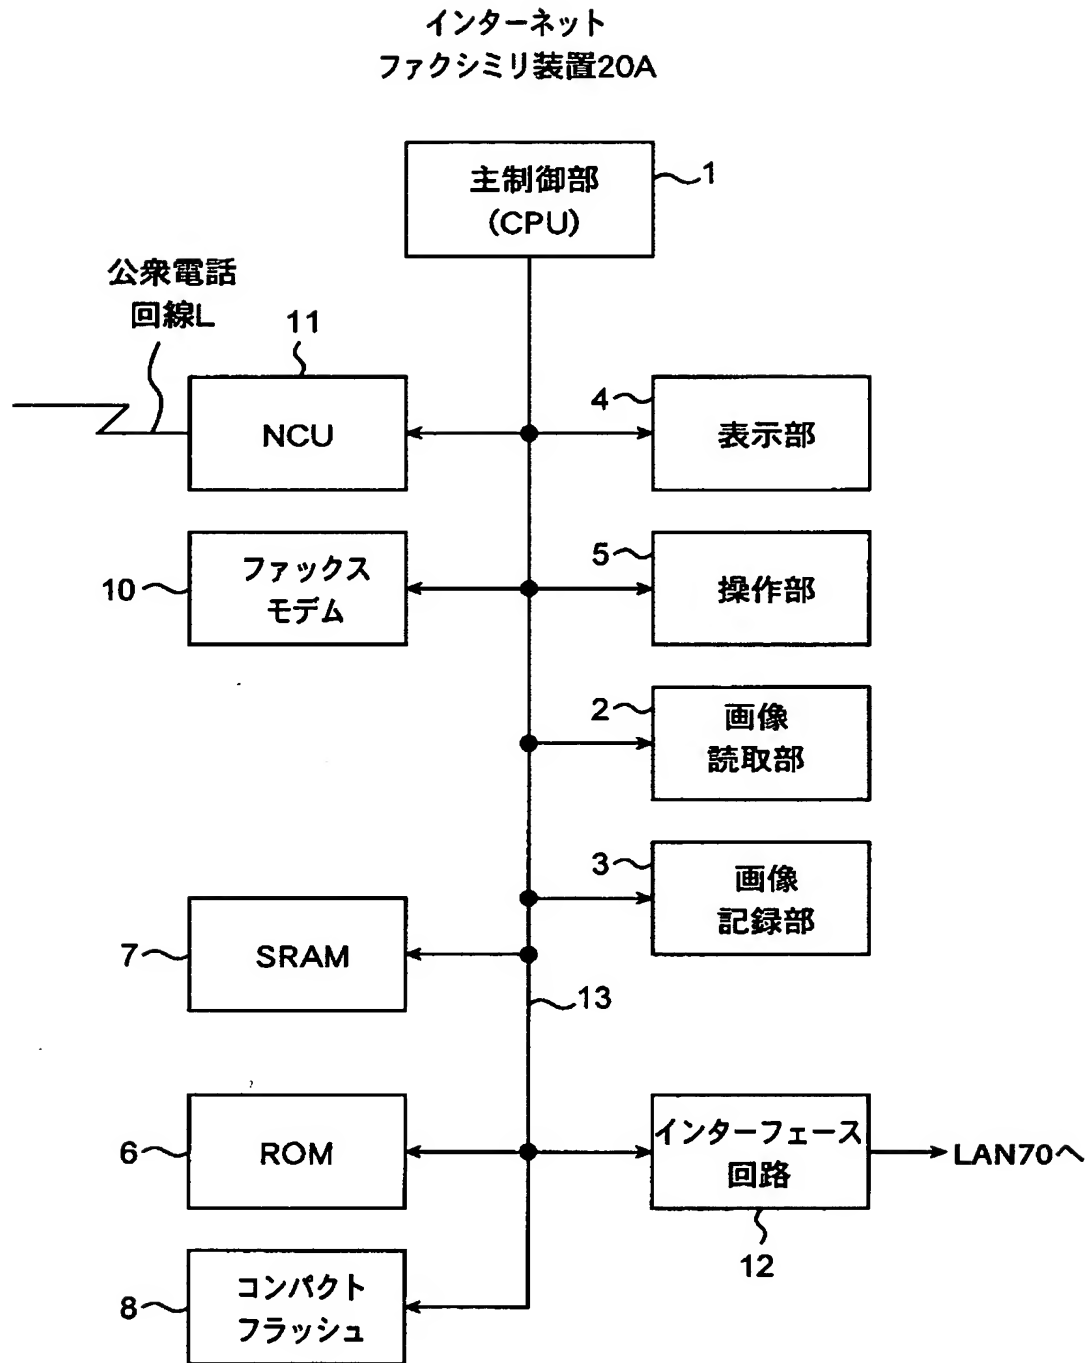 インターネット
ファクシミリ装置20A
主制御部
(CPU)
1
公衆電話
回線L
11
NCU
4
表示部
10
ファックス
モデム
5
操作部
2
画像
読取部
3
画像
記録部
7
SRAM
13
6
ROM
インターフェース
回路
LAN70へ
12
8
コンパクト
フラッシュ